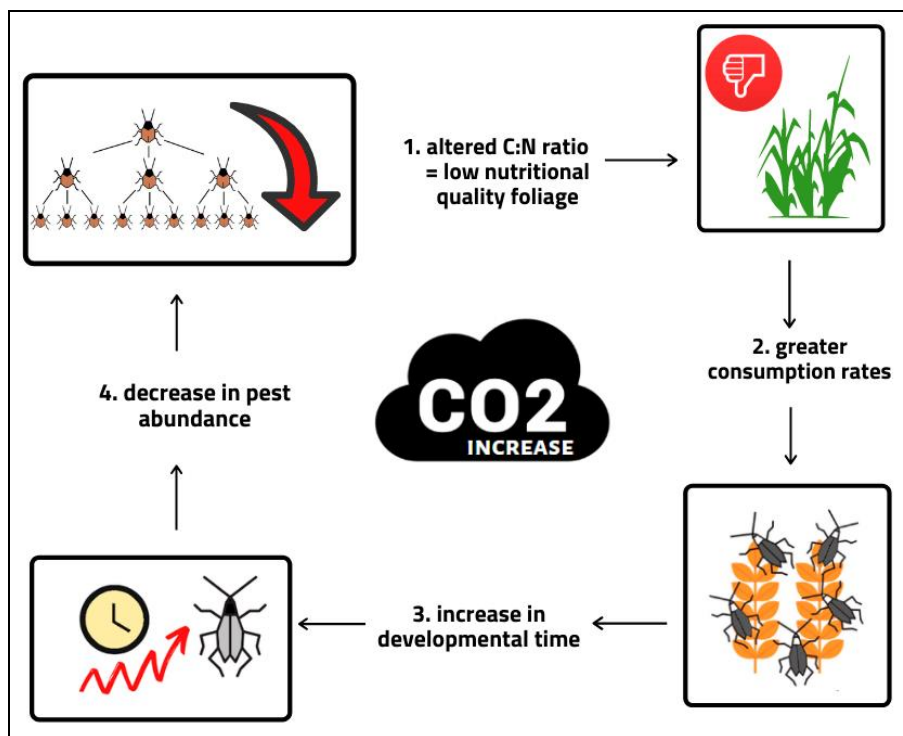 1. altered C:N ratio
= low nutritional
quality foliage
2. greater
consumption rates
CO2
INCREASE
3. increase in
developmental time
4. decrease in pest
abundance